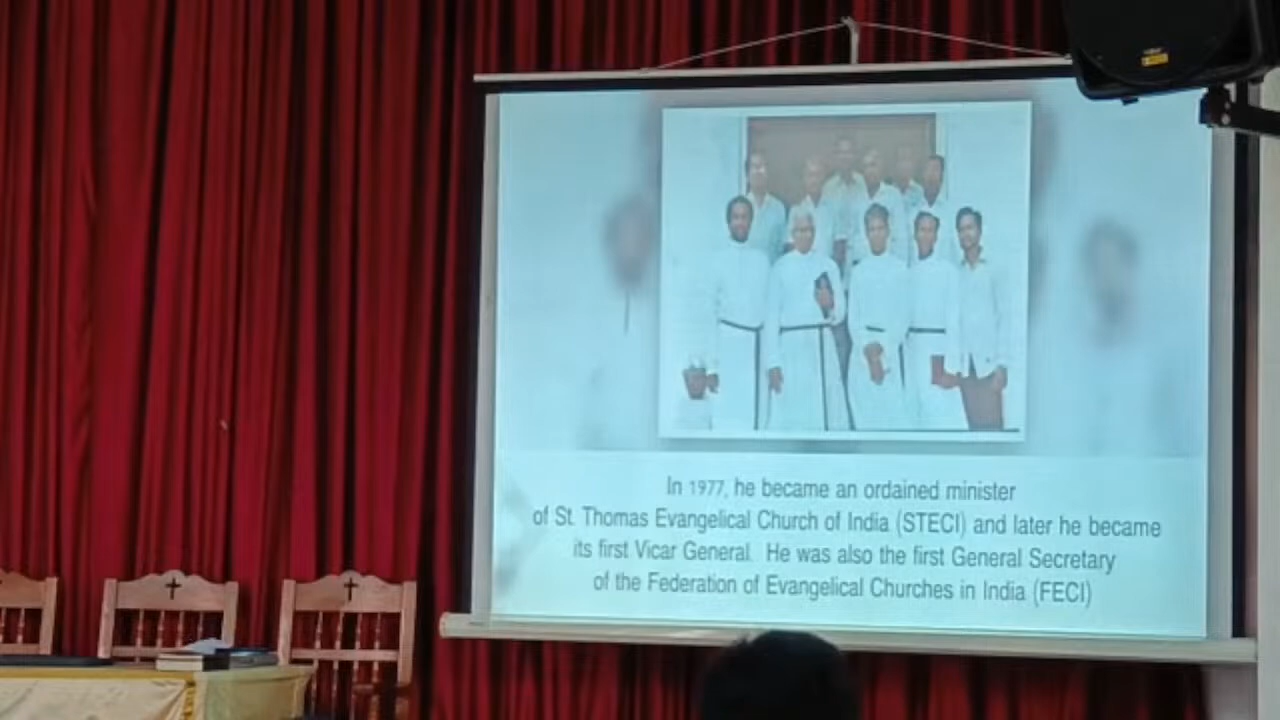 In 1977, he became an ordained minister
of St. Thomas Evangelical Church of India (STECI) and later he became
its first Vicar General. He was also the first General Secretary
of the Federation of Evangelical Churches in India (FECI)